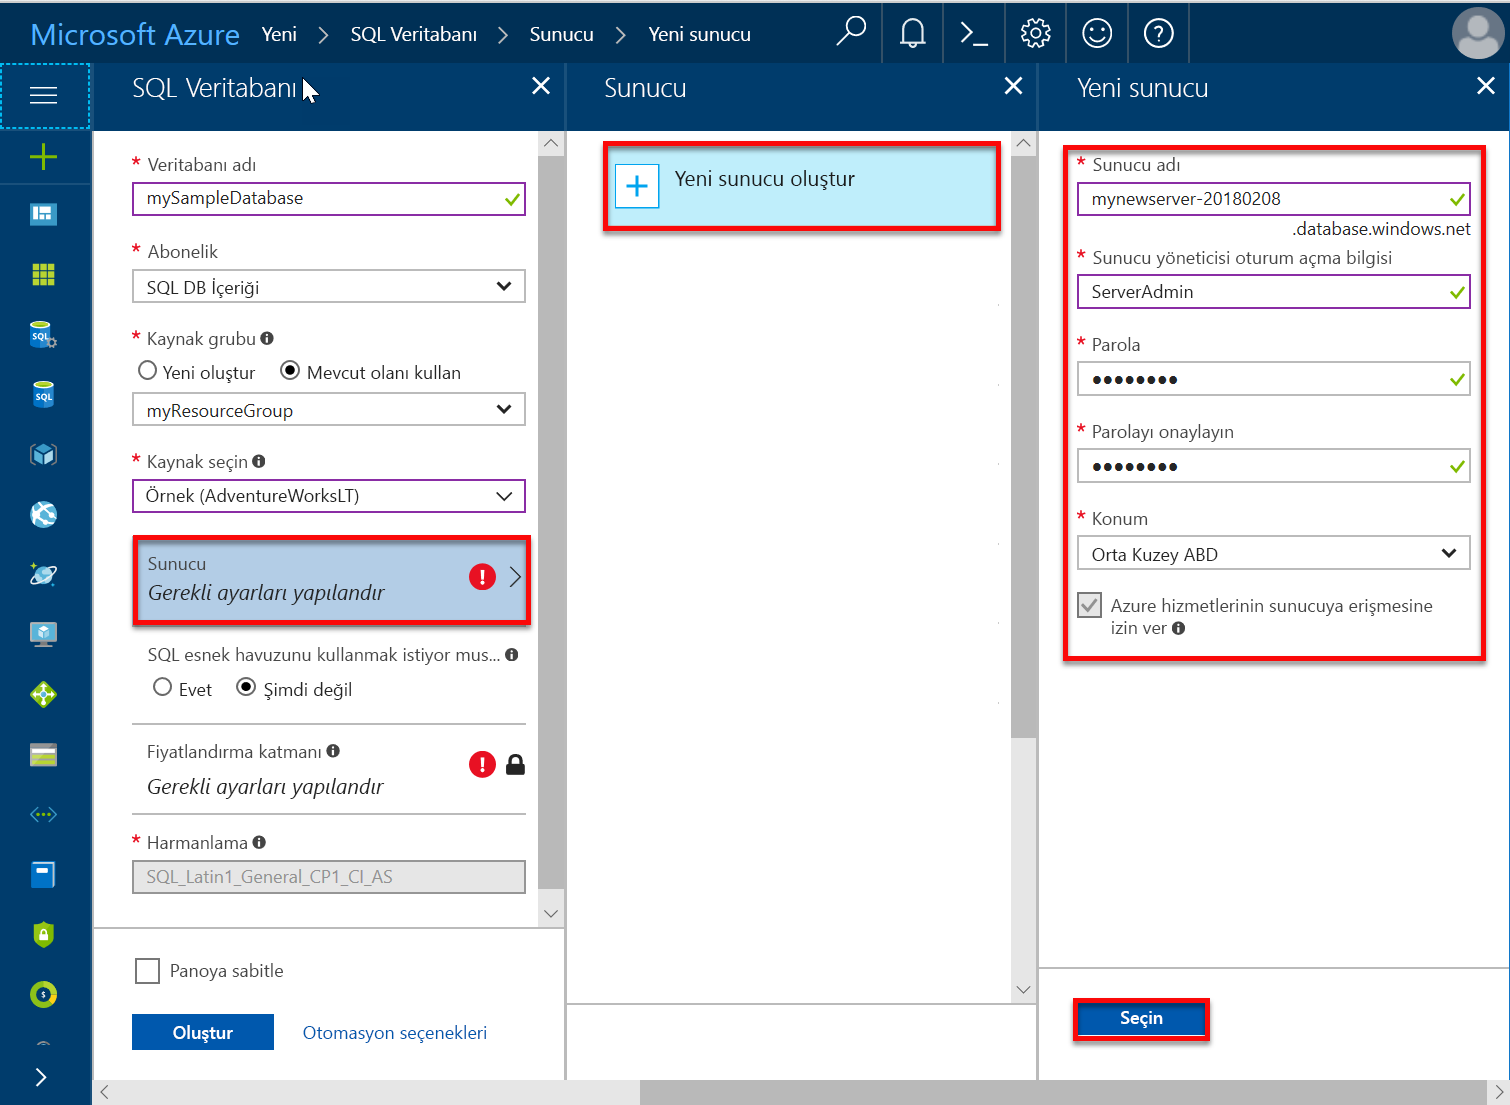 Microsoft Azure Yeni > SQL Veritabanı > Sunucu > Yeni sunucu
SQL Veritabanı
* Veritabanı adı
mySampleDatabase
* Abonelik
SQL DB İçeriği
* Kaynak grubu
Yeni oluştur Mevcut olanı kullan
myResourceGroup
* Kaynak seçin
Örnek (AdventureWorksLT)
Sunucu
Gerekli ayarları yapılandır
SQL esnek havuzunu kullanmak istiyor mus...
Evet Şimdi değil
Fiyatlandırma katmanı
Gerekli ayarları yapılandır
* Harmanlama
SQL_Latin1_General_CP1_CI_AS
Panoya sabitle
Oluştur Otomasyon seçenekleri
Sunucu
Yeni sunucu oluştur
Yeni sunucu
* Sunucu adı
mynewserver-20180208
.database.windows.net
* Sunucu yöneticisi oturum açma bilgisi
ServerAdmin
* Parola
••••••••
* Parolayı onaylayın
••••••••
* Konum
Orta Kuzey ABD
Azure hizmetlerinin sunucuya erişmesine
izin ver
Seçin